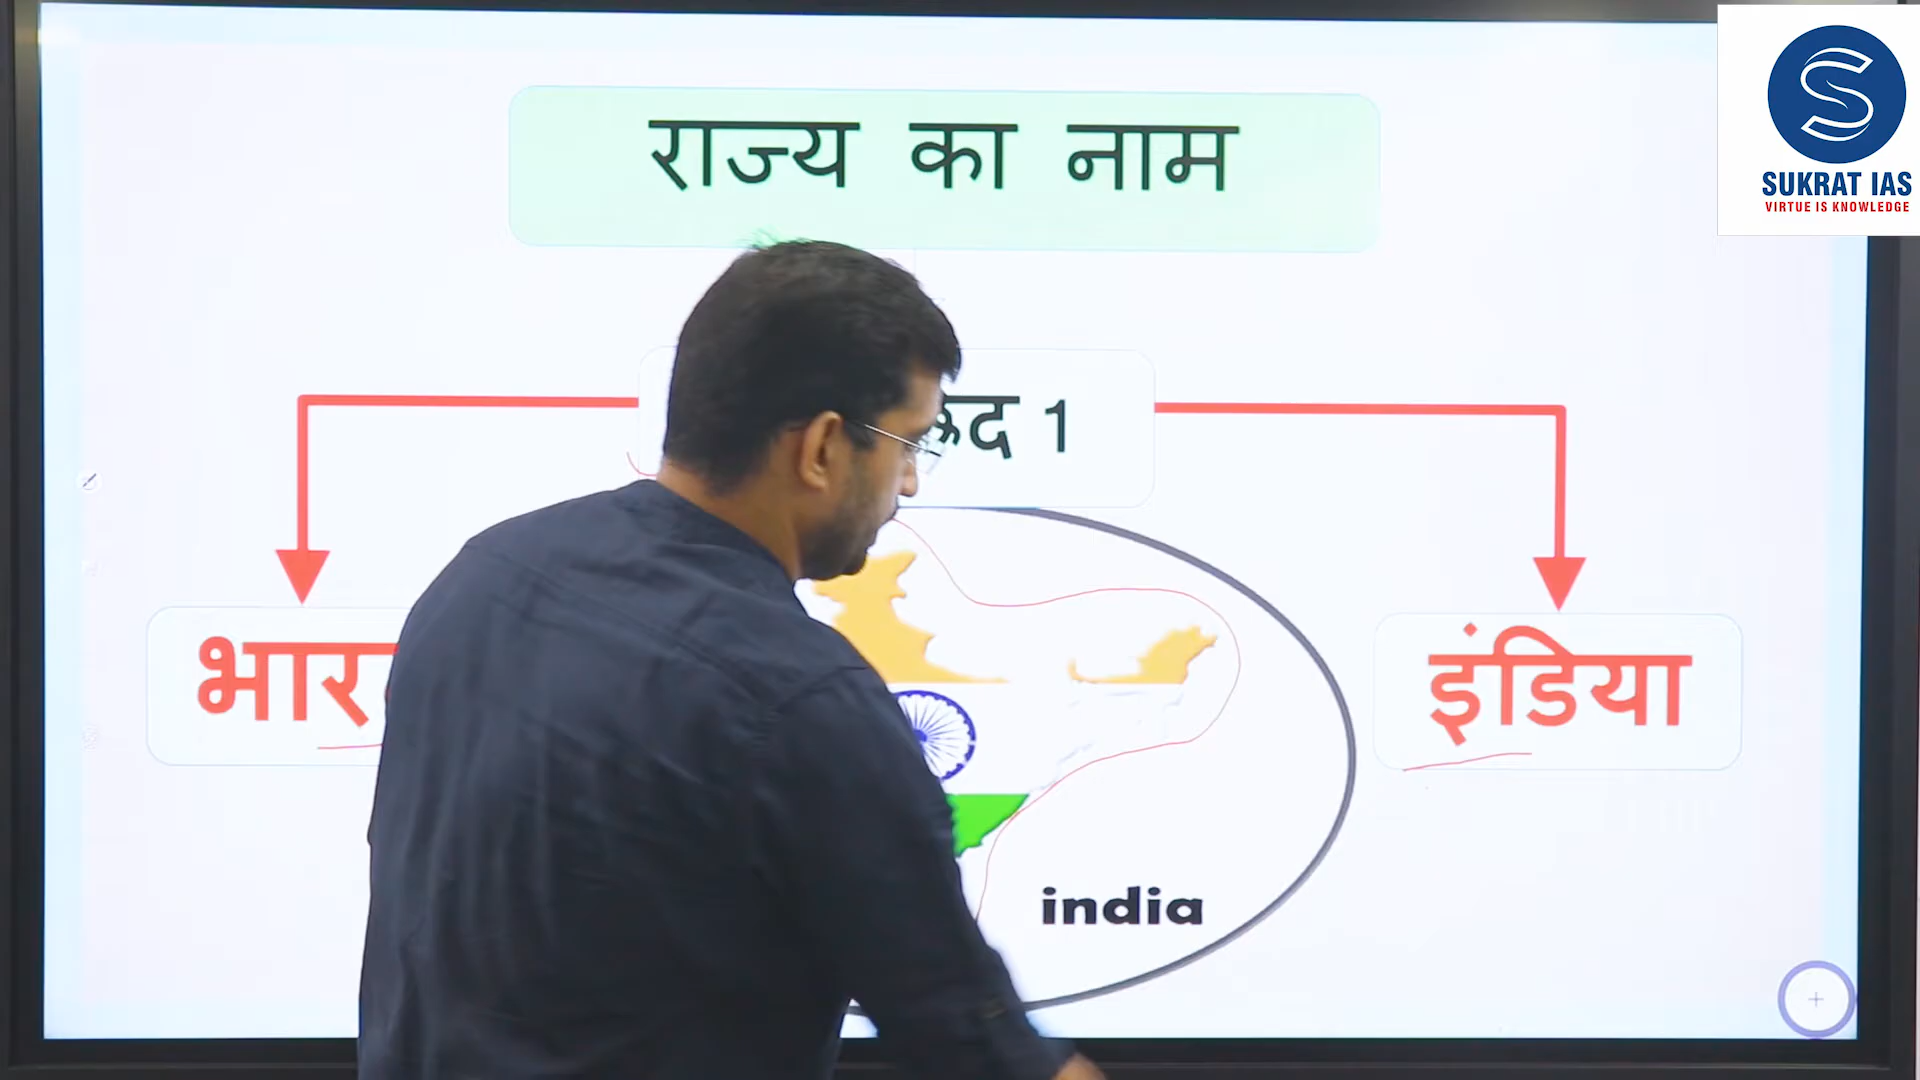 राज्य का नाम
SUKRAT IAS
VIRTUE IS KNOWLEDGE
1
इंडिया
india